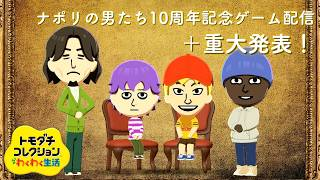 ナポリの男たち10周年記念ゲーム配信
＋重大発表！
トモダチ
コレクション
わくわく生活